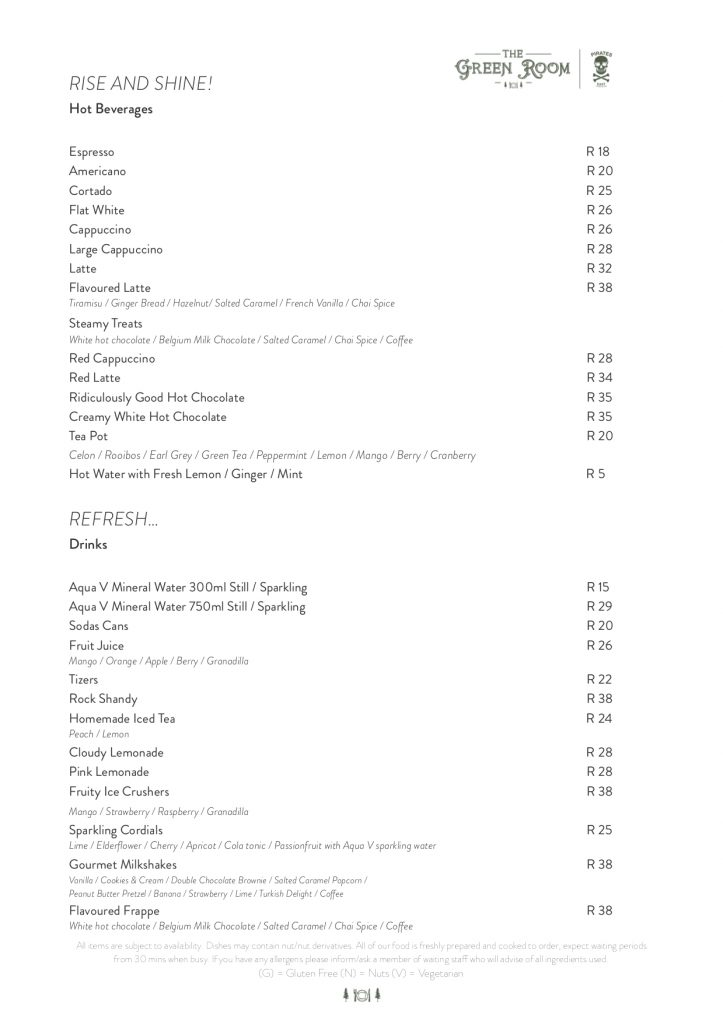 THE
GREEN ROOM
PIRATES
RISE AND SHINE!
Hot Beverages
Espresso R 18
Americano R 20
Cortado R 25
Flat White R 26
Cappuccino R 26
Large Cappuccino R 28
Latte R 32
Flavoured Latte R 38
Tiramisu / Ginger Bread / Hazelnut/ Salted Caramel / French Vanilla / Chai Spice
Steamy Treats
White hot chocolate / Belgium Milk Chocolate / Salted Caramel / Chai Spice / Coffee
Red Cappuccino R 28
Red Latte R 34
Ridiculously Good Hot Chocolate R 35
Creamy White Hot Chocolate R 35
Tea Pot R 20
Celon / Rooibos / Earl Grey / Green Tea / Peppermint / Lemon / Mango / Berry / Cranberry
Hot Water with Fresh Lemon / Ginger / Mint R 5
REFRESH...
Drinks
Aqua V Mineral Water 300ml Still / Sparkling R 15
Aqua V Mineral Water 750ml Still / Sparkling R 29
Sodas Cans R 20
Fruit Juice R 26
Mango / Orange / Apple / Berry / Granadilla
Tizers R 22
Rock Shandy R 38
Homemade Iced Tea R 24
Peach / Lemon
Cloudy Lemonade R 28
Pink Lemonade R 28
Fruity Ice Crushers R 38
Mango / Strawberry / Raspberry / Granadilla
Sparkling Cordials R 25
Lime / Elderflower / Cherry / Apricot / Cola tonic / Passionfruit with Aqua V sparkling water
Gourmet Milkshakes R 38
Vanilla / Cookies & Cream / Double Chocolate Brownie / Salted Caramel Popcorn /
Peanut Butter Pretzel / Banana / Strawberry / Lime / Turkish Delight / Coffee
Flavoured Frappe R 38
White hot chocolate / Belgium Milk Chocolate / Salted Caramel / Chai Spice / Coffee
All items are subject to availability. Dishes may contain nut/nut derivatives. All of our food is freshly prepared and cooked to order, expect waiting periods
from 30 mins when busy. If you have any allergens please inform/ask a member of waiting staff who will advise of all ingredients used
(G) = Gluten Free (N) = Nuts (V) = Vegetarian